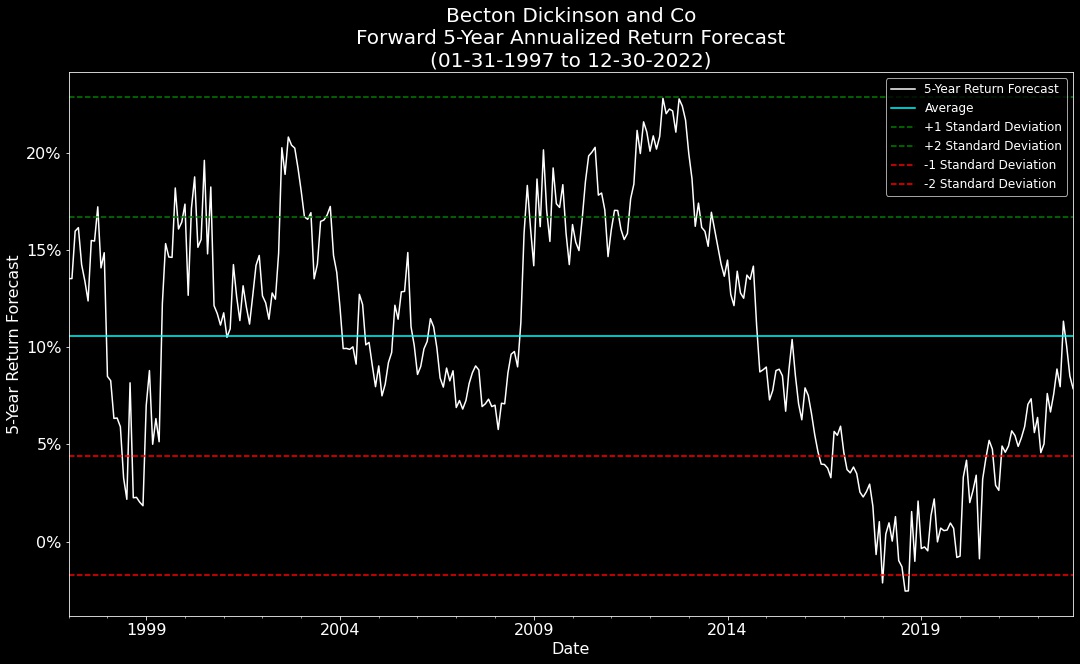 Becton Dickinson and Co
Forward 5-Year Annualized Return Forecast
(01-31-1997 to 12-30-2022)
5-Year Return Forecast
Average
+1 Standard Deviation
+2 Standard Deviation
-1 Standard Deviation
-2 Standard Deviation
5-Year Return Forecast
20%
15%
10%
5%
0%
1999
2004
2009
2014
2019
Date